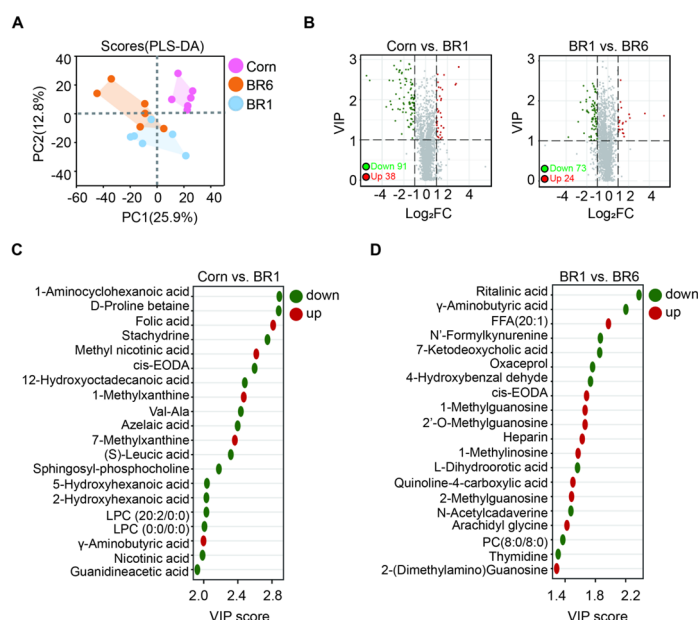 A
Scores(PLS-DA)
Corn
BR6
BR1
40
20
0
-20
-40
-60
-80
-40
0
40
80
PC2(12.8%)
PC1(25.9%)
B
Corn vs. BR1
3
2
1
0
VIP
Down 91
Up 38
-4
-2
-1
0
1
2
4
Log₂FC
BR1 vs. BR6
3
2
1
0
VIP
Down 73
Up 24
-4
-2
-1
0
1
2
4
Log₂FC
C
Corn vs. BR1
down
up
1-Aminocyclohexanoic acid
D-Proline betaine
Folic acid
Stachydrine
Methyl nicotinic acid
cis-EODA
12-Hydroxyoctadecanoic acid
1-Methylxanthine
Val-Ala
Azelaic acid
7-Methylxanthine
(S)-Leucic acid
Sphingosyl-phosphocholine
5-Hydroxyhexanoic acid
2-Hydroxyhexanoic acid
LPC (20:2/0:0)
LPC (0:0/0:0)
γ-Aminobutyric acid
Nicotinic acid
Guanidineacetic acid
2.0
2.4
2.8
VIP score
D
BR1 vs. BR6
down
up
Ritalinic acid
γ-Aminobutyric acid
FFA(20:1)
N'-Formylkynurenine
7-Ketodeoxycholic acid
Oxaceprol
4-Hydroxybenzal dehyde
cis-EODA
1-Methylguanosine
2'-O-Methylguanosine
Heparin
1-Methylinosine
L-Dihydroorotic acid
Quinoline-4-carboxylic acid
2-Methylguanosine
N-Acetylcadaverine
Arachidyl glycine
PC(8:0/8:0)
Thymidine
2-(Dimethylamino)Guanosine
1.4
1.8
2.2
VIP score